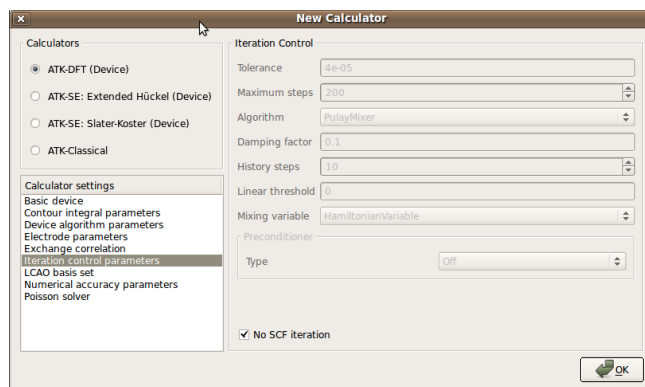 New Calculator
Calculators
ATK-DFT (Device)
ATK-SE: Extended Hückel (Device)
ATK-SE: Slater-Koster (Device)
ATK-Classical
Calculator settings
Basic device
Contour integral parameters
Device algorithm parameters
Electrode parameters
Exchange correlation
Iteration control parameters
LCAO basis set
Numerical accuracy parameters
Poisson solver
Iteration Control
Tolerance 4e-05
Maximum steps 200
Algorithm PulayMixer
Damping factor 0.1
History steps 10
Linear threshold 0
Mixing variable HamiltonianVariable
Preconditioner
Type Off
No SCF iteration
OK